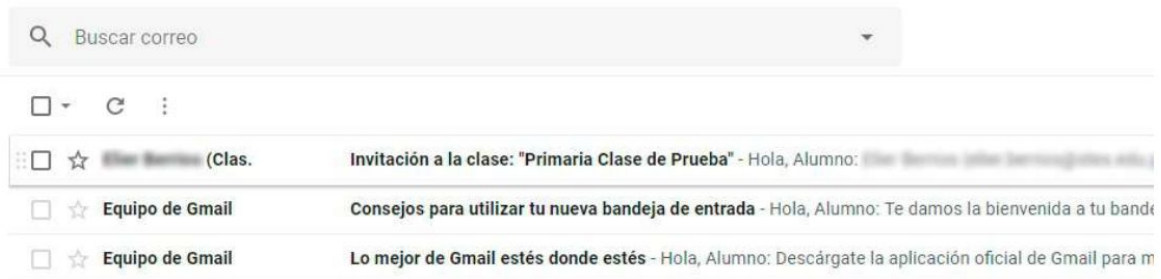 Buscar correo
(Clas. Invitación a la clase: "Primaria Clase de Prueba" - Hola, Alumno:
Equipo de Gmail Consejos para utilizar tu nueva bandeja de entrada - Hola, Alumno: Te damos la bienvenida a tu bande
Equipo de Gmail Lo mejor de Gmail estés donde estés - Hola, Alumno: Descárgate la aplicación oficial de Gmail para m